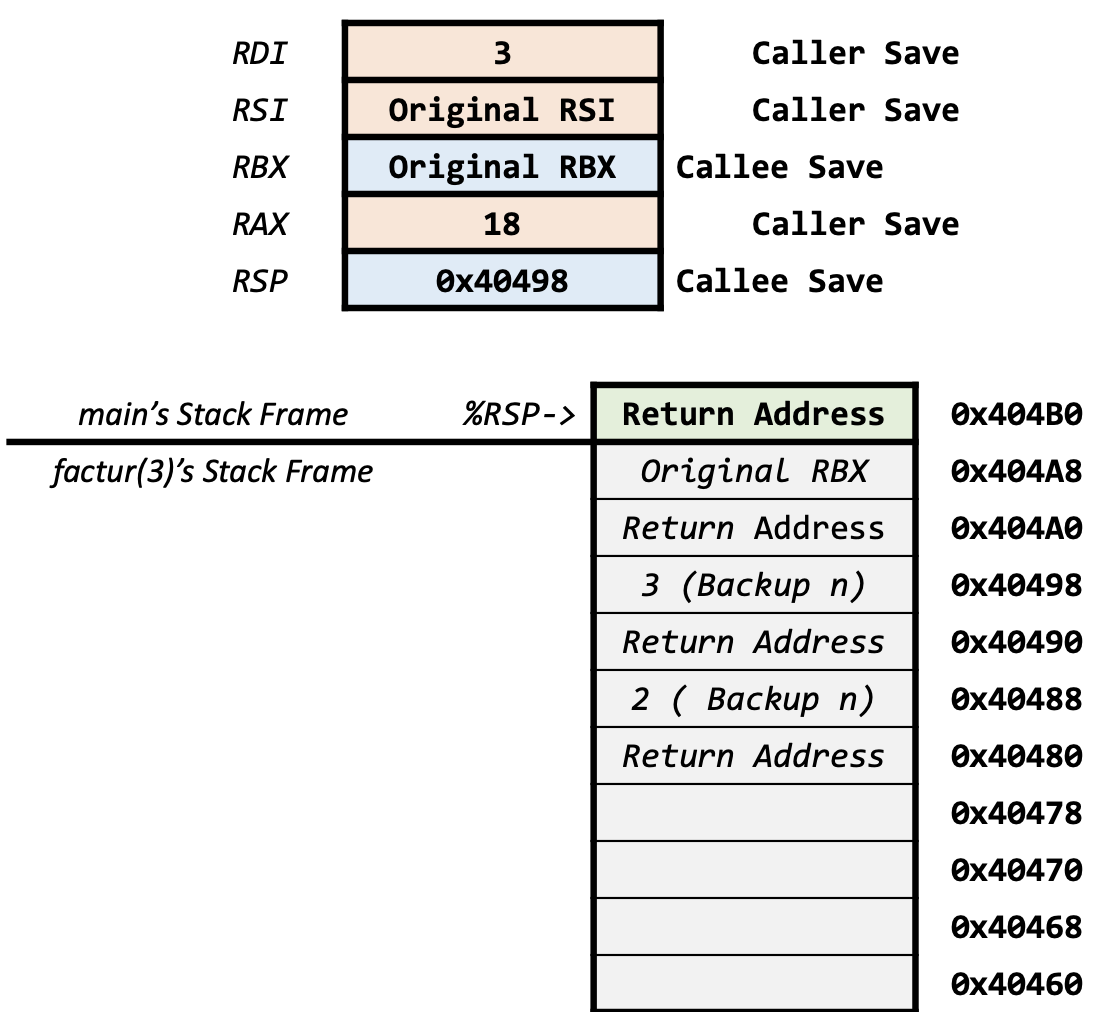 RDI 3 Caller Save
RSI Original RSI Caller Save
RBX Original RBX Callee Save
RAX 18 Caller Save
RSP 0x40498 Callee Save
main’s Stack Frame %RSP-> Return Address 0x404B0
factur(3)’s Stack Frame Original RBX 0x404A8
Return Address 0x404A0
3 (Backup n) 0x40498
Return Address 0x40490
2 ( Backup n) 0x40488
Return Address 0x40480
0x40478
0x40470
0x40468
0x40460